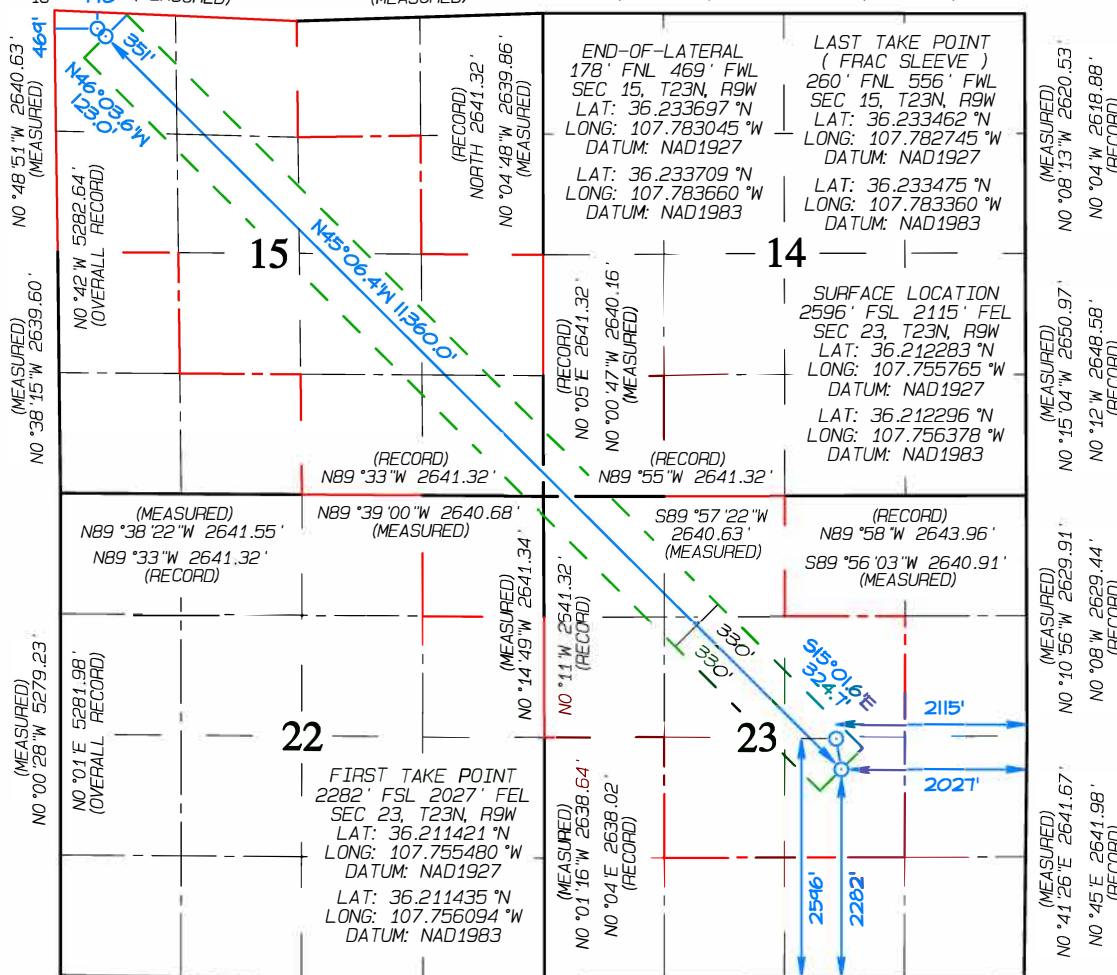 (MEASURED)
469'
351'
N46°03.6'W
123.0'
N0°48'51"W 2640.63'
(MEASURED)
N0°42'W 5282.64'
(OVERALL RECORD)
(MEASURED)
N0°38'15"W 2639.60'
15
N45°06.4'W 11,360.0'
(RECORD)
NORTH 2641.32'
N0°04'48"W 2639.86'
(MEASURED)
END-OF-LATERAL
178' FNL 469' FWL
SEC 15, T23N, R9W
LAT: 36.233697 °N
LONG: 107.783045 °W
DATUM: NAD1927
LAT: 36.233709 °N
LONG: 107.783660 °W
DATUM: NAD1983
LAST TAKE POINT
( FRAC SLEEVE )
260' FNL 556' FWL
SEC 15, T23N, R9W
LAT: 36.233462 °N
LONG: 107.782745 °W
DATUM: NAD1927
LAT: 36.233475 °N
LONG: 107.783360 °W
DATUM: NAD1983
(MEASURED)
N0°08'13"W 2620.53'
N0°04'W 2618.88'
(RECORD)
14
(RECORD)
N0°05'E 2641.32'
N0°00'47"W 2640.16'
(MEASURED)
SURFACE LOCATION
2596' FSL 2115' FEL
SEC 23, T23N, R9W
LAT: 36.212283 °N
LONG: 107.755765 °W
DATUM: NAD1927
LAT: 36.212296 °N
LONG: 107.756378 °W
DATUM: NAD1983
(MEASURED)
N0°15'04"W 2650.97'
N0°12'W 2648.58'
(RECORD)
(RECORD)
N89°33'W 2641.32'
(RECORD)
N89°55'W 2641.32'
(MEASURED)
N89°38'22"W 2641.55'
N89°33'W 2641.32'
(RECORD)
N89°39'00"W 2640.68'
(MEASURED)
S89°57'22"W
2640.63'
(MEASURED)
(RECORD)
N89°58'W 2643.96'
S89°56'03"W 2640.91'
(MEASURED)
(MEASURED)
N0°00'28"W 5279.23'
N0°01'E 5281.98'
(OVERALL RECORD)
22
(MEASURED)
N0°14'49"W 2641.34'
N0°11'W 2641.32'
(RECORD)
330'
330'
S15°01.6'E
324.7'
(MEASURED)
N0°10'56"W 2629.91'
N0°08'W 2629.44'
(RECORD)
23
2115'
2027'
FIRST TAKE POINT
2282' FSL 2027' FEL
SEC 23, T23N, R9W
LAT: 36.211421 °N
LONG: 107.755480 °W
DATUM: NAD1927
LAT: 36.211435 °N
LONG: 107.756094 °W
DATUM: NAD1983
(MEASURED)
N0°01'16"W 2638.64'
N0°04'E 2638.02'
(RECORD)
2596'
2282'
(MEASURED)
N0°41'26"E 2641.67'
N0°45'E 2641.98'
(RECORD)